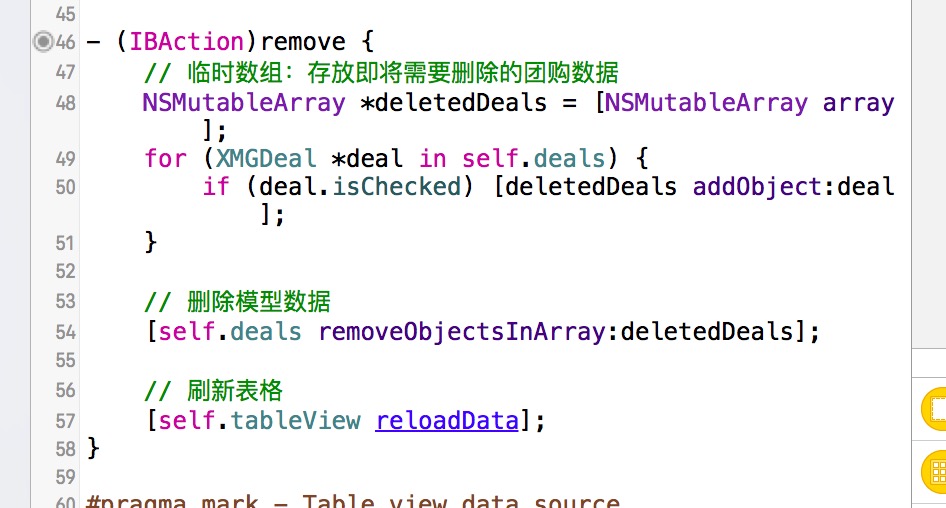 45
46 - (IBAction)remove {
47 // 临时数组：存放即将需要删除的团购数据
48 NSMutableArray *deletedDeals = [NSMutableArray array
];
49 for (XMGDeal *deal in self.deals) {
50 if (deal.isChecked) [deletedDeals addObject:deal
];
51 }
52
53 // 删除模型数据
54 [self.deals removeObjectsInArray:deletedDeals];
55
56 // 刷新表格
57 [self.tableView reloadData];
58 }
59
60 #pragma mark - Table view data source